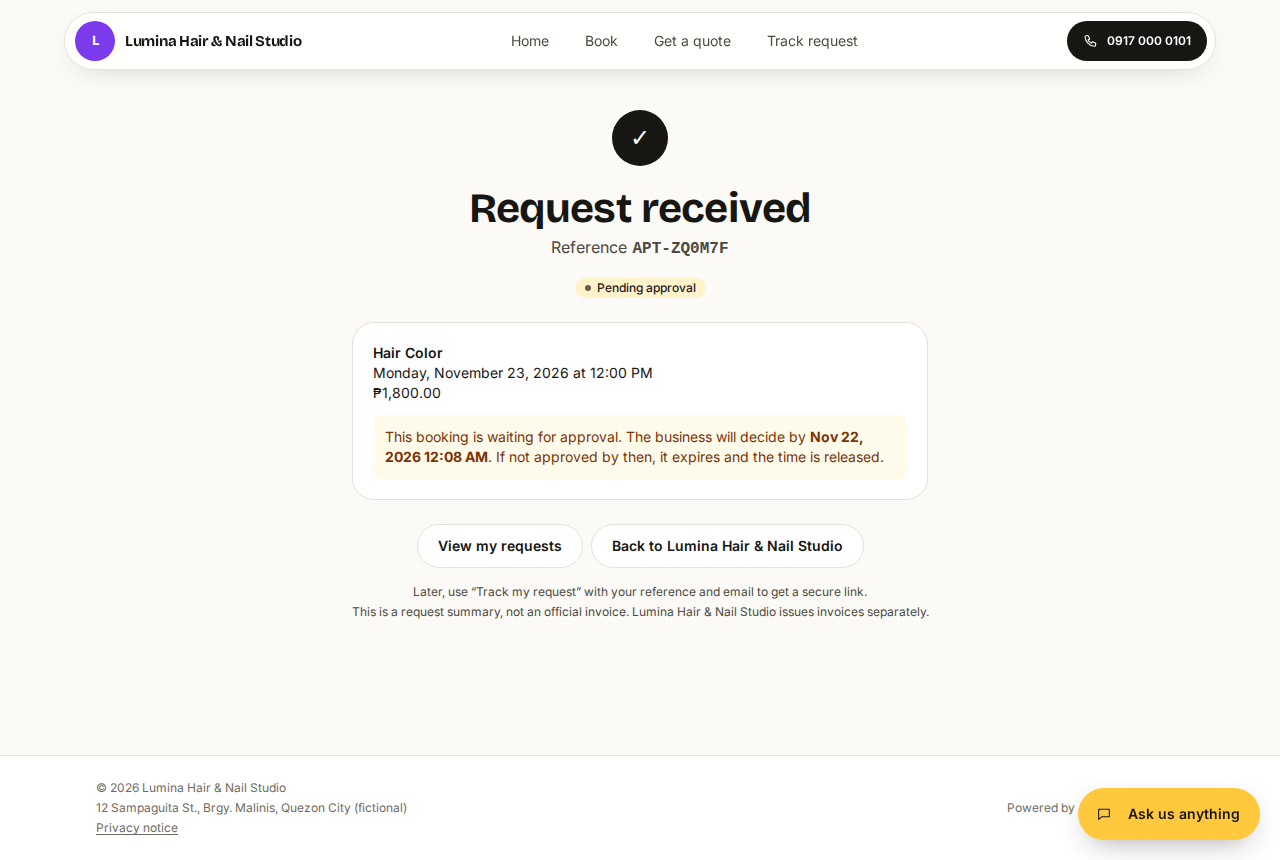 L
Lumina Hair & Nail Studio
Home
Book
Get a quote
Track request
0917 000 0101
✓
Request received
Reference APT-ZQ0M7F
Pending approval
Hair Color
Monday, November 23, 2026 at 12:00 PM
₱1,800.00
This booking is waiting for approval. The business will decide by Nov 22,
2026 12:08 AM. If not approved by then, it expires and the time is released.
View my requests
Back to Lumina Hair & Nail Studio
Later, use “Track my request” with your reference and email to get a secure link.
This is a request summary, not an official invoice. Lumina Hair & Nail Studio issues invoices separately.
© 2026 Lumina Hair & Nail Studio
12 Sampaguita St., Brgy. Malinis, Quezon City (fictional)
Privacy notice
Powered by
Ask us anything